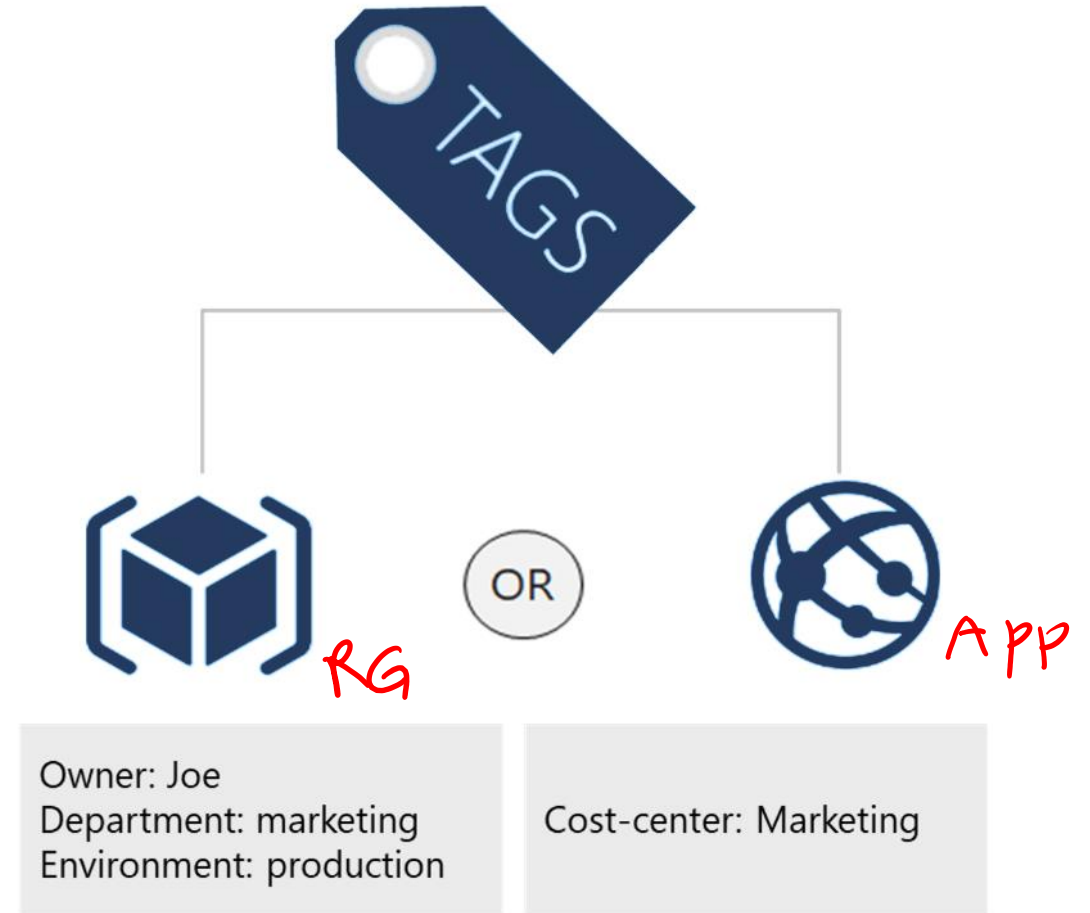 TAGS
OR
RG
App
Owner: Joe
Department: marketing
Environment: production
Cost-center: Marketing